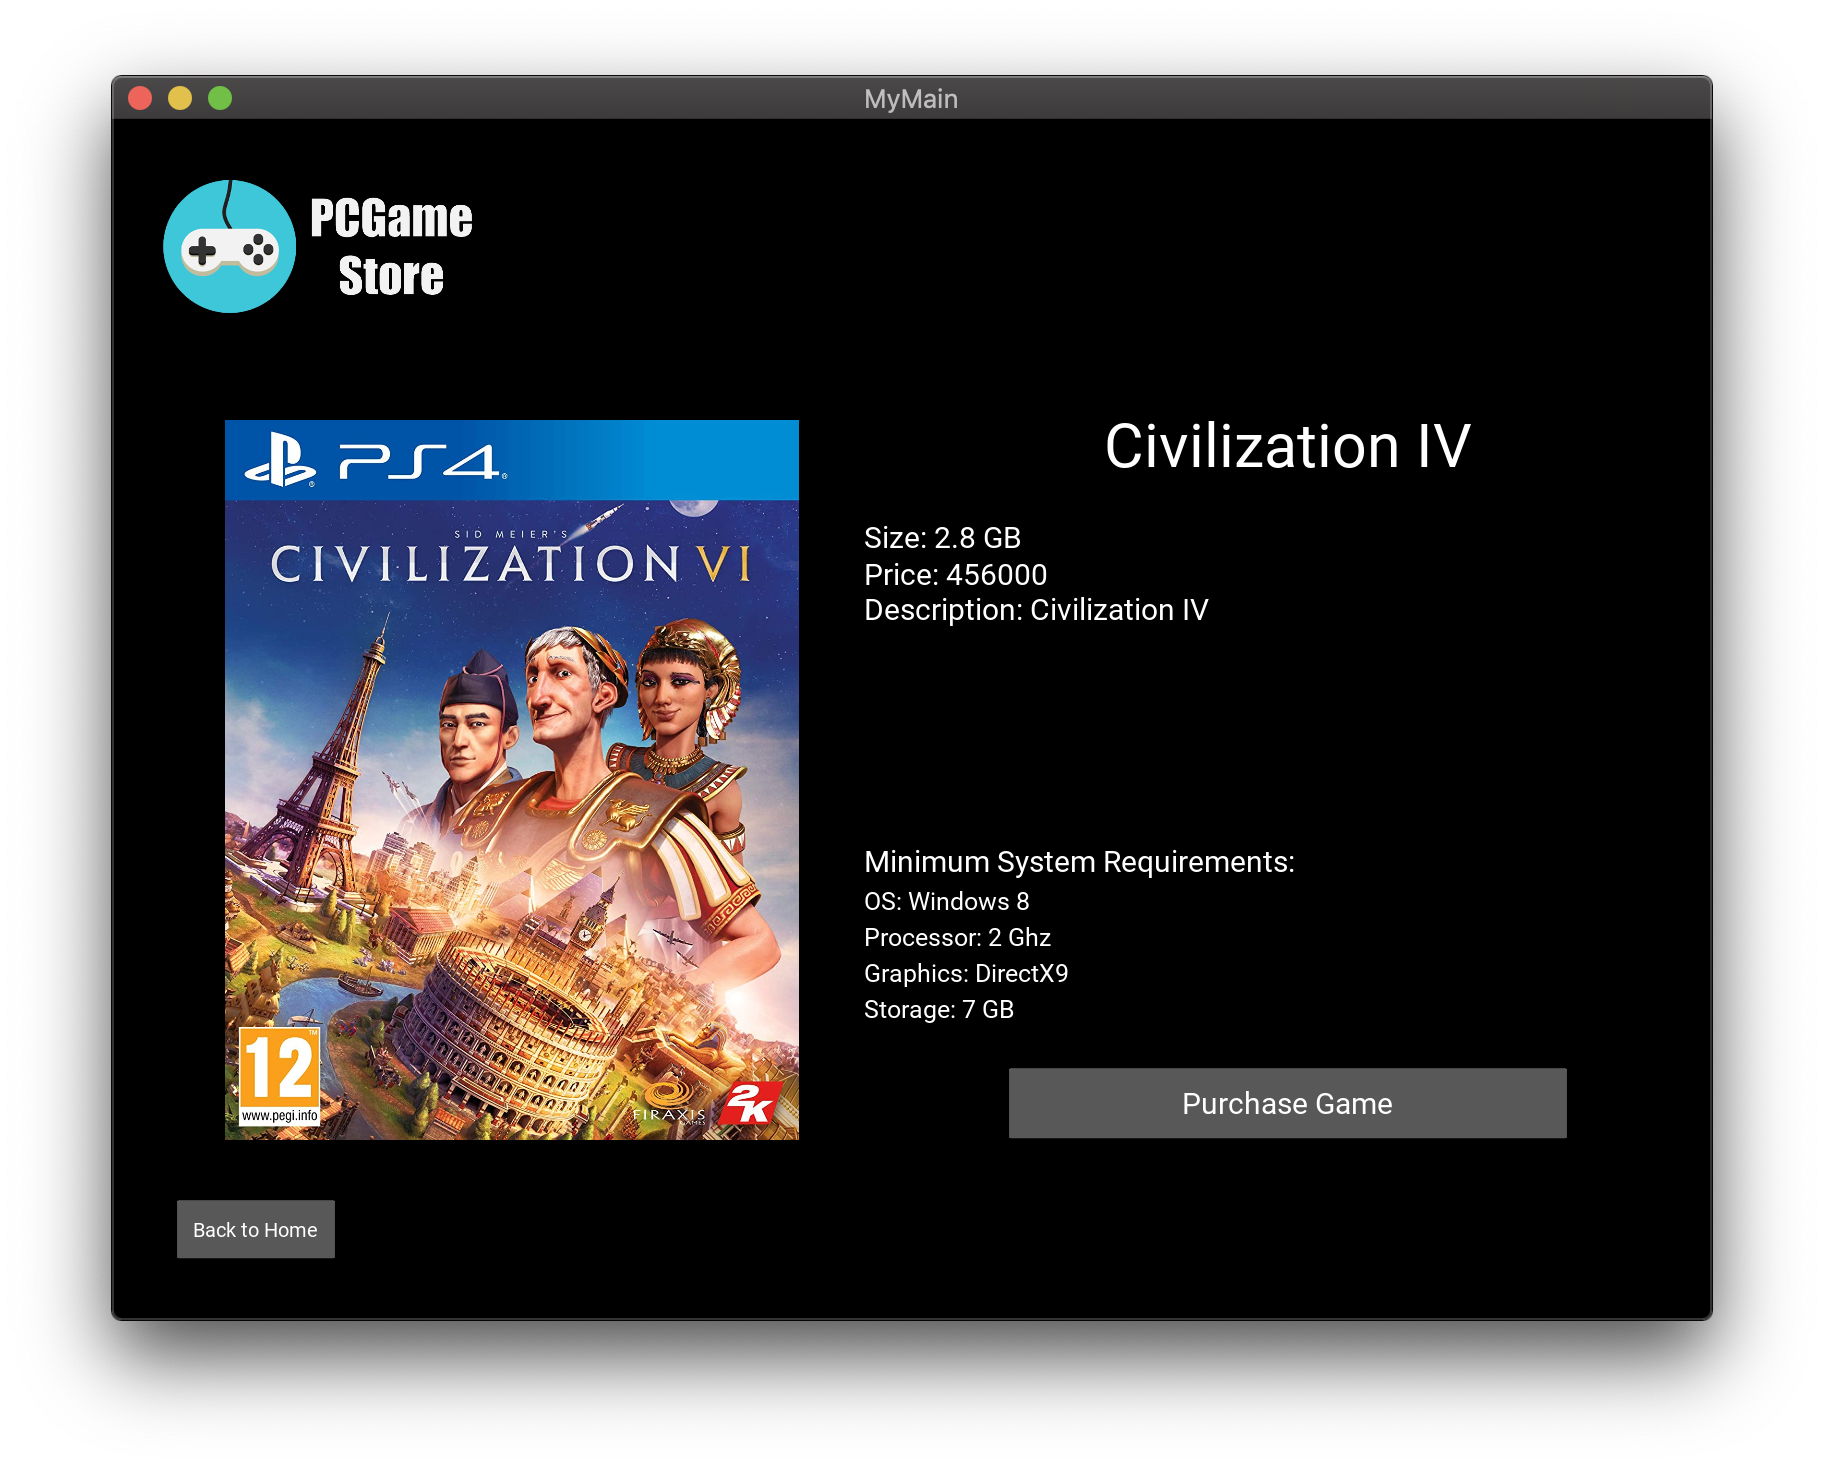 MyMain
PCGame
Store
PS4
SID MEIER'S
CIVILIZATION VI
12
www.pegi.info
FIRAXIS
GAMES
2K
Civilization IV
Size: 2.8 GB
Price: 456000
Description: Civilization IV
Minimum System Requirements:
OS: Windows 8
Processor: 2 Ghz
Graphics: DirectX9
Storage: 7 GB
Purchase Game
Back to Home